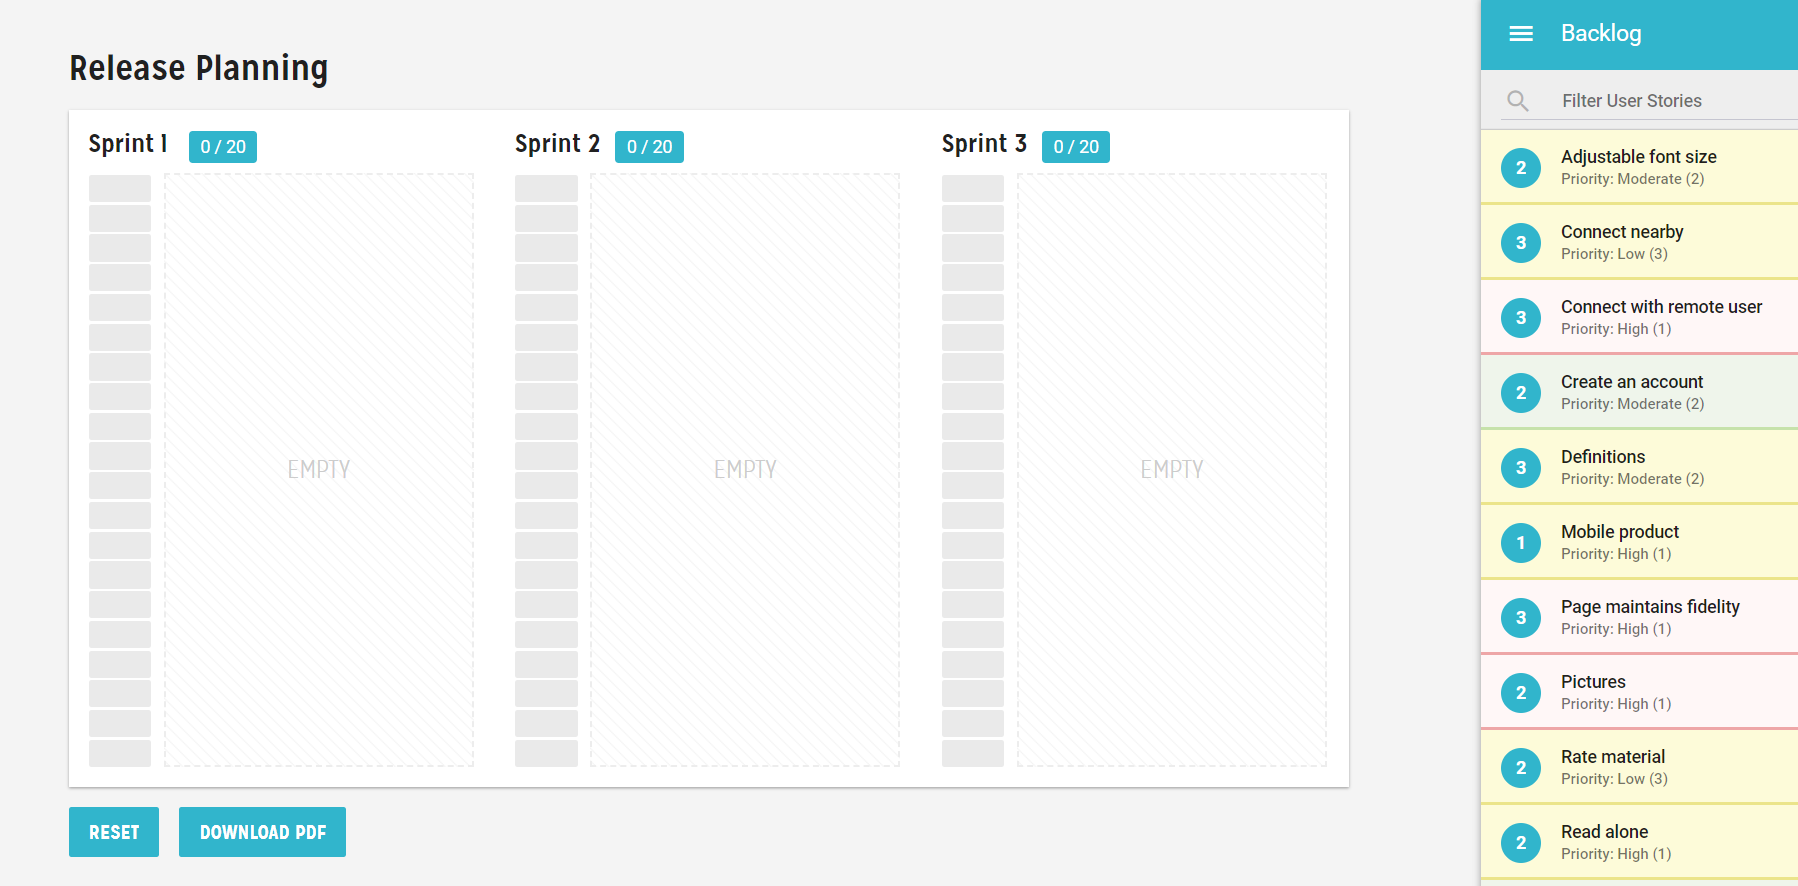 Release Planning
Sprint 1
0 / 20
EMPTY
Sprint 2
0 / 20
EMPTY
Sprint 3
0 / 20
EMPTY
RESET
DOWNLOAD PDF
Backlog
Filter User Stories
2
Adjustable font size
Priority: Moderate (2)
3
Connect nearby
Priority: Low (3)
3
Connect with remote user
Priority: High (1)
2
Create an account
Priority: Moderate (2)
3
Definitions
Priority: Moderate (2)
1
Mobile product
Priority: High (1)
3
Page maintains fidelity
Priority: High (1)
2
Pictures
Priority: High (1)
2
Rate material
Priority: Low (3)
2
Read alone
Priority: High (1)